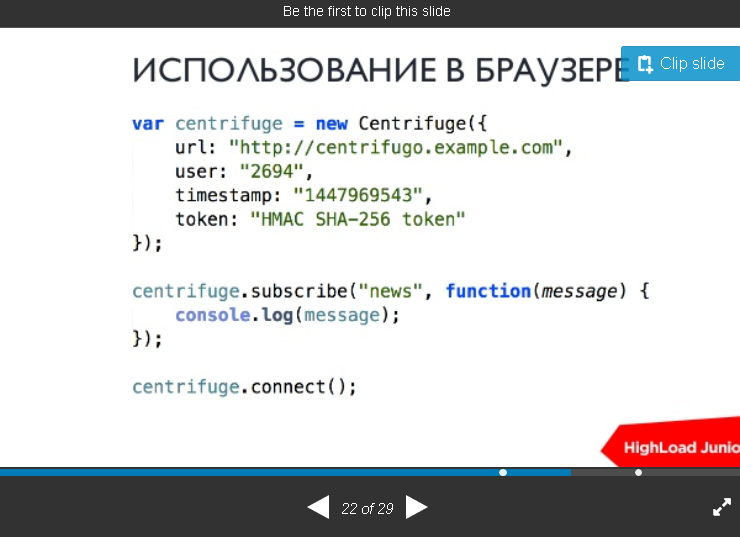 Be the first to clip this slide
ИСПОЛЬЗОВАНИЕ В БРАУЗЕРЕ
Clip slide
var centrifuge = new Centrifuge({
    url: "http://centrifugo.example.com",
    user: "2694",
    timestamp: "1447969543",
    token: "HMAC SHA-256 token"
});
centrifuge.subscribe("news", function(message) {
    console.log(message);
});
centrifuge.connect();
HighLoad Junio
22 of 29